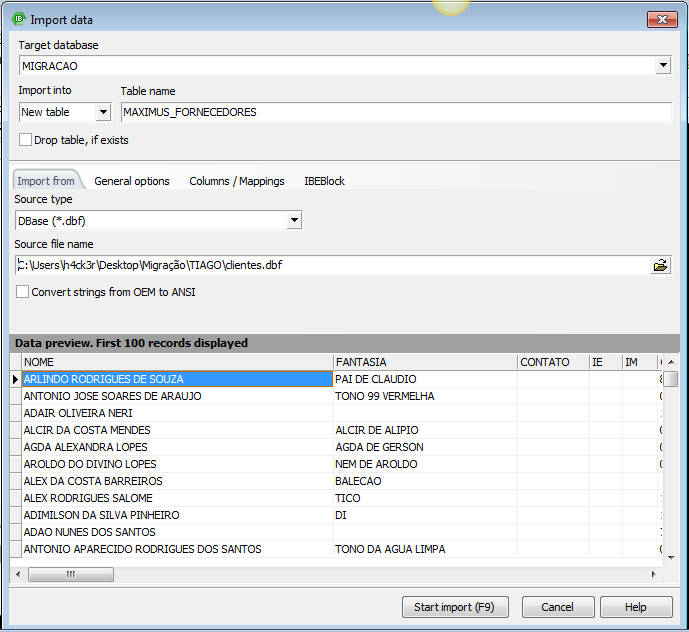 IB Import data
Target database
MIGRACAO
Import into Table name
New table MAXIMUS_FORNECEDORES
Drop table, if exists
Import from General options Columns / Mappings IBEBlock
Source type
DBase (*.dbf)
Source file name
C:\Users\h4ck3r\Desktop\Migração\TIAGO\clientes.dbf
Convert strings from OEM to ANSI
Data preview. First 100 records displayed
NOME FANTASIA CONTATO IE IM
ARLINDO RODRIGUES DE SOUZA PAI DE CLAUDIO
ANTONIO JOSE SOARES DE ARAUJO TONO 99 VERMELHA
ADAIR OLIVEIRA NERI
ALCIR DA COSTA MENDES ALCIR DE ALIPIO
AGDA ALEXANDRA LOPES AGDA DE GERSON
AROLDO DO DIVINO LOPES NEM DE AROLDO
ALEX DA COSTA BARREIROS BALECAO
ALEX RODRIGUES SALOME TICO
ADIMILSON DA SILVA PINHEIRO DI
ADAO NUNES DOS SANTOS
ANTONIO APARECIDO RODRIGUES DOS SANTOS TONO DA AGUA LIMPA
Start import (F9) Cancel Help